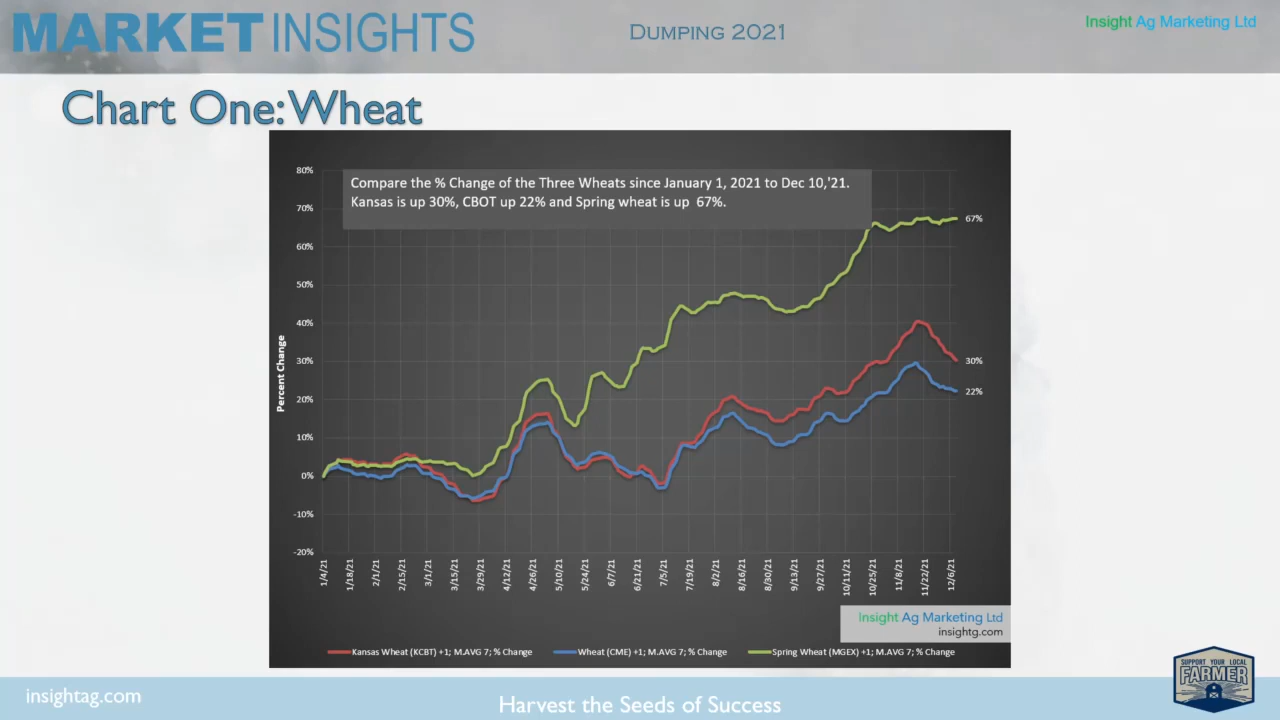 MARKET INSIGHTS
DUMPING 2021
Insight Ag Marketing Ltd
Chart One: Wheat
Compare the % Change of the Three Wheats since January 1, 2021 to Dec 10,'21.
Kansas is up 30%, CBOT up 22% and Spring wheat is up 67%.
80%
70%
60%
50%
40%
30%
20%
10%
0%
-10%
-20%
Percent Change
67%
30%
22%
1/4/21
1/18/21
2/1/21
2/15/21
3/1/21
3/15/21
3/29/21
4/12/21
4/26/21
5/10/21
5/24/21
6/7/21
6/21/21
7/5/21
7/19/21
8/2/21
8/16/21
8/30/21
9/13/21
9/27/21
10/11/21
10/25/21
11/8/21
11/22/21
12/6/21
Insight Ag Marketing Ltd
insightg.com
Kansas Wheat (KCBT) +1; M.AVG 7; % Change
Wheat (CME) +1; M.AVG 7; % Change
Spring Wheat (MGEX) +1; M.AVG 7; % Change
SUPPORT YOUR LOCAL
FARMER
insightag.com
Harvest the Seeds of Success